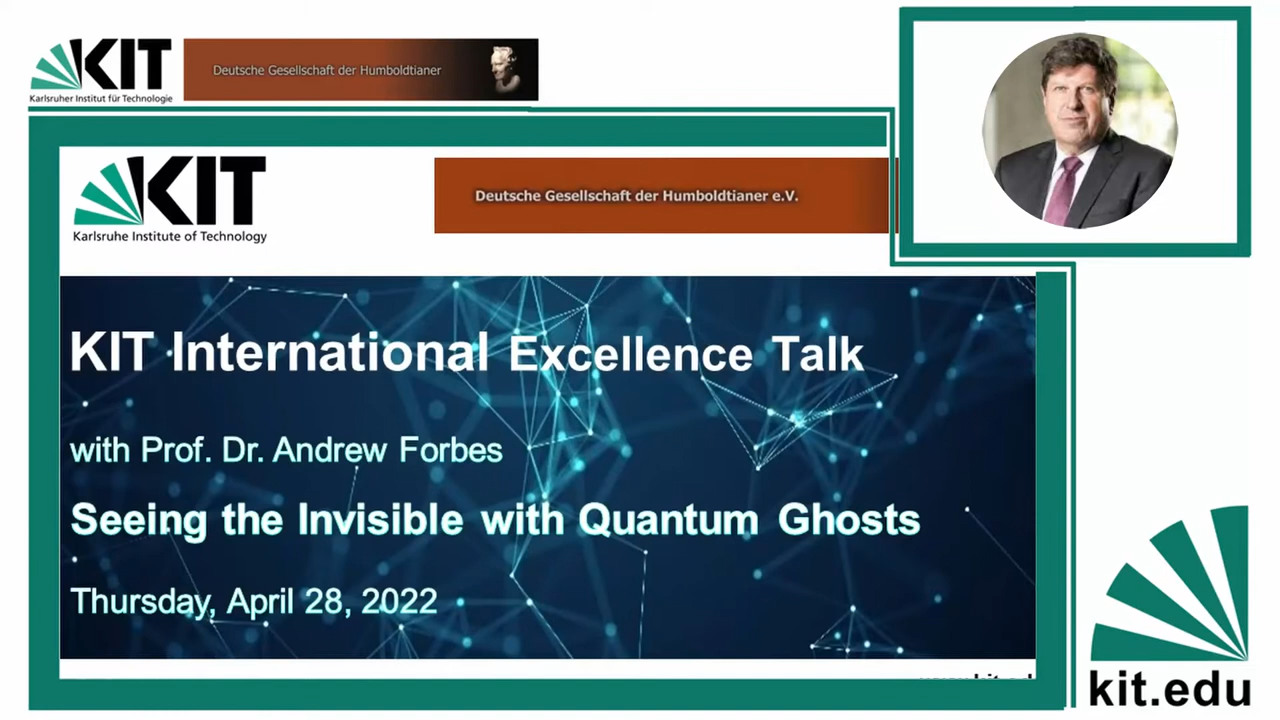 KIT
Karlsruher Institut für Technologie
Deutsche Gesellschaft der Humboldtianer
KIT
Karlsruhe Institute of Technology
Deutsche Gesellschaft der Humboldtianer e.V.
KIT International Excellence Talk
with Prof. Dr. Andrew Forbes
Seeing the Invisible with Quantum Ghosts
Thursday, April 28, 2022
kit.edu